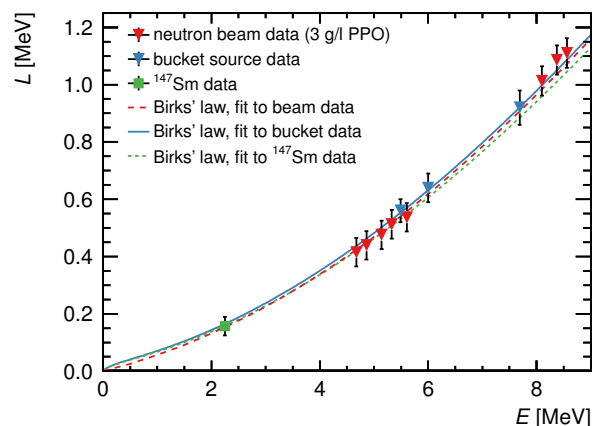 L [MeV]
1.2
1.0
0.8
0.6
0.4
0.2
0.0
neutron beam data (3 g/l PPO)
bucket source data
¹⁴⁷Sm data
Birks' law, fit to beam data
Birks' law, fit to bucket data
Birks' law, fit to ¹⁴⁷Sm data
0 2 4 6 8
E [MeV]